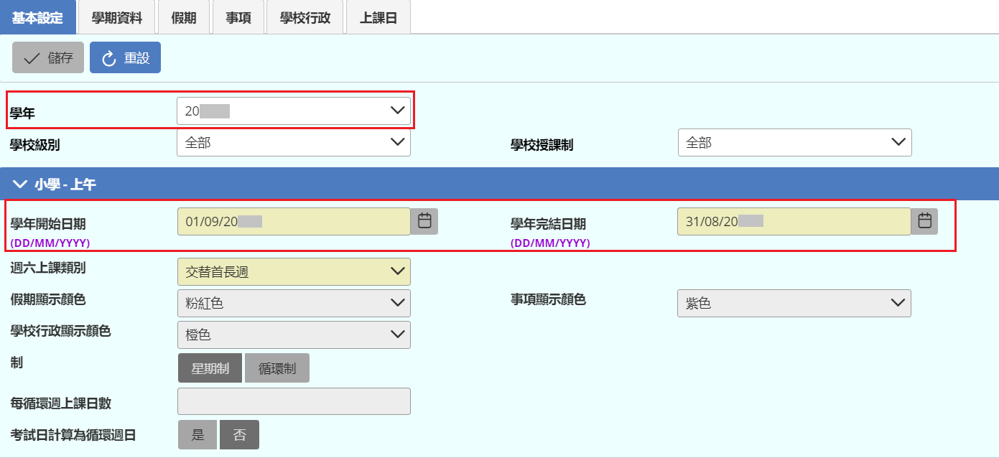 基本設定 學期資料 假期 事項 學校行政 上課日
儲存 重設
學年 20
學校級別 全部 學校授課制 全部
小學 - 上午
學年開始日期 01/09/20 學年完結日期 31/08/20
(DD/MM/YYYY) (DD/MM/YYYY)
週六上課類別 交替首長週
假期顯示顏色 粉紅色 事項顯示顏色 紫色
學校行政顯示顏色 橙色
制 星期制 循環制
每循環週上課日數
考試日計算為循環週日 是 否